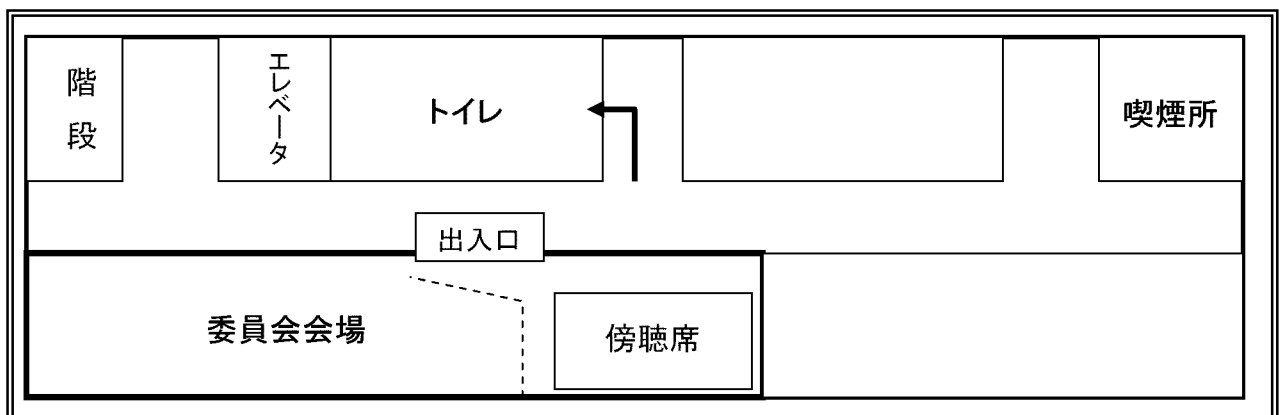 階段
エレベータ
トイレ
喫煙所
出入口
委員会会場
傍聴席